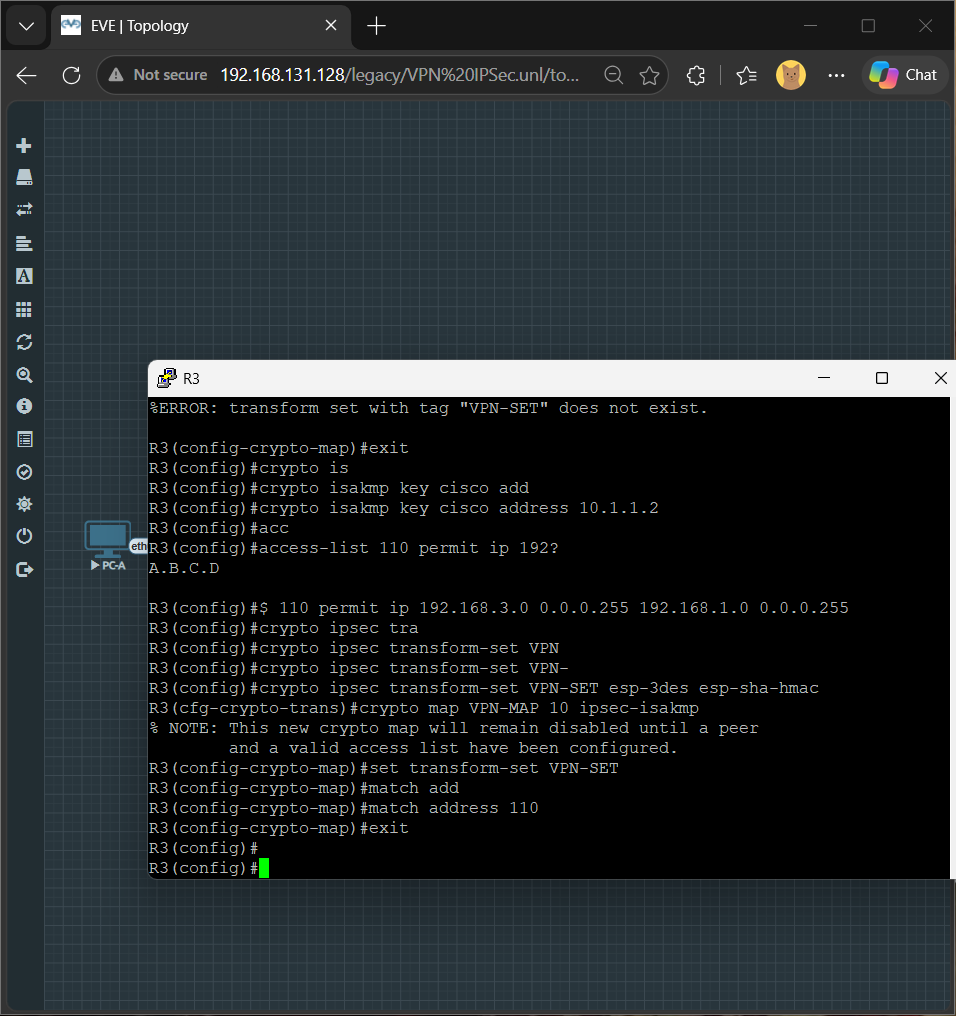 EVE | Topology
Not secure 192.168.131.128/legacy/VPN%20IPSec.unl/to...
Chat
R3
%ERROR: transform set with tag "VPN-SET" does not exist.
R3(config-crypto-map)#exit
R3(config)#crypto is
R3(config)#crypto isakmp key cisco add
R3(config)#crypto isakmp key cisco address 10.1.1.2
R3(config)#acc
R3(config)#access-list 110 permit ip 192?
A.B.C.D
R3(config)#$ 110 permit ip 192.168.3.0 0.0.0.255 192.168.1.0 0.0.0.255
R3(config)#crypto ipsec tra
R3(config)#crypto ipsec transform-set VPN
R3(config)#crypto ipsec transform-set VPN-
R3(config)#crypto ipsec transform-set VPN-SET esp-3des esp-sha-hmac
R3(cfg-crypto-trans)#crypto map VPN-MAP 10 ipsec-isakmp
% NOTE: This new crypto map will remain disabled until a peer
and a valid access list have been configured.
R3(config-crypto-map)#set transform-set VPN-SET
R3(config-crypto-map)#match add
R3(config-crypto-map)#match address 110
R3(config-crypto-map)#exit
R3(config)#
R3(config)#
eth
PC-A